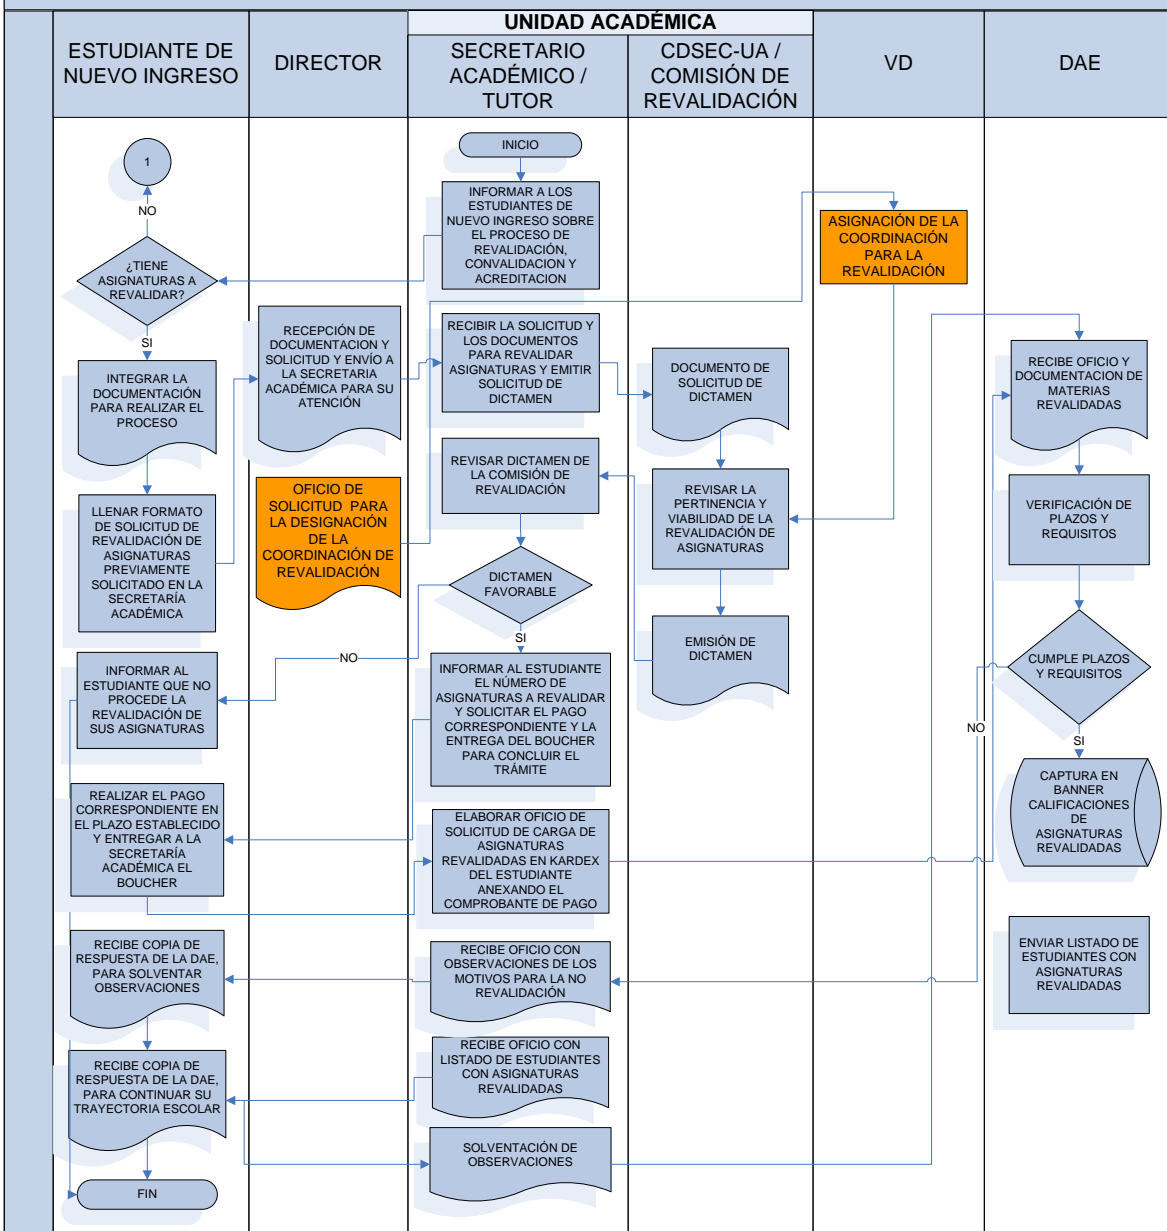 UNIDAD ACADÉMICA
ESTUDIANTE DE
NUEVO INGRESO
DIRECTOR
SECRETARIO
ACADÉMICO /
TUTOR
CDSEC-UA /
COMISIÓN DE
REVALIDACIÓN
VD
DAE
INICIO
1
NO
INFORMAR A LOS
ESTUDIANTES DE
NUEVO INGRESO SOBRE
EL PROCESO DE
REVALIDACIÓN,
CONVALIDACION Y
ACREDITACION
ASIGNACIÓN DE LA
COORDINACIÓN
PARA LA
REVALIDACIÓN
¿TIENE
ASIGNATURAS A
REVALIDAR?
SI
RECEPCIÓN DE
DOCUMENTACION Y
SOLICITUD Y ENVÍO A
LA SECRETARIA
ACADÉMICA PARA SU
ATENCIÓN
RECIBIR LA SOLICITUD Y
LOS DOCUMENTOS
PARA REVALIDAR
ASIGNATURAS Y EMITIR
SOLICITUD DE
DICTAMEN
DOCUMENTO DE
SOLICITUD DE
DICTAMEN
RECIBE OFICIO Y
DOCUMENTACION DE
MATERIAS
REVALIDADAS
INTEGRAR LA
DOCUMENTACIÓN
PARA REALIZAR EL
PROCESO
REVISAR DICTAMEN DE
LA COMISIÓN DE
REVALIDACIÓN
LLENAR FORMATO
DE SOLICITUD DE
REVALIDACIÓN DE
ASIGNATURAS
PREVIAMENTE
SOLICITADO EN LA
SECRETARÍA
ACADÉMICA
OFICIO DE
SOLICITUD PARA
LA DESIGNACIÓN
DE LA
COORDINACIÓN DE
REVALIDACIÓN
REVISAR LA
PERTINENCIA Y
VIABILIDAD DE LA
REVALIDACIÓN DE
ASIGNATURAS
VERIFICACIÓN DE
PLAZOS Y
REQUISITOS
DICTAMEN
FAVORABLE
SI
NO
EMISIÓN DE
DICTAMEN
CUMPLE PLAZOS
Y REQUISITOS
NO
SI
INFORMAR AL
ESTUDIANTE QUE NO
PROCEDE LA
REVALIDACIÓN DE
SUS ASIGNATURAS
INFORMAR AL ESTUDIANTE
EL NÚMERO DE
ASIGNATURAS A REVALIDAR
Y SOLICITAR EL PAGO
CORRESPONDIENTE Y LA
ENTREGA DEL BOUCHER
PARA CONCLUIR EL
TRÁMITE
CAPTURA EN
BANNER
CALIFICACIONES
DE
ASIGNATURAS
REVALIDADAS
REALIZAR EL PAGO
CORRESPONDIENTE EN
EL PLAZO ESTABLECIDO
Y ENTREGAR A LA
SECRETARÍA
ACADÉMICA EL
BOUCHER
ELABORAR OFICIO DE
SOLICITUD DE CARGA DE
ASIGNATURAS
REVALIDADAS EN KARDEX
DEL ESTUDIANTE
ANEXANDO EL
COMPROBANTE DE PAGO
RECIBE COPIA DE
RESPUESTA DE LA DAE,
PARA SOLVENTAR
OBSERVACIONES
RECIBE OFICIO CON
OBSERVACIONES DE LOS
MOTIVOS PARA LA NO
REVALIDACIÓN
ENVIAR LISTADO DE
ESTUDIANTES CON
ASIGNATURAS
REVALIDADAS
RECIBE COPIA DE
RESPUESTA DE LA DAE,
PARA CONTINUAR SU
TRAYECTORIA ESCOLAR
RECIBE OFICIO CON
LISTADO DE ESTUDIANTES
CON ASIGNATURAS
REVALIDADAS
SOLVENTACIÓN DE
OBSERVACIONES
FIN